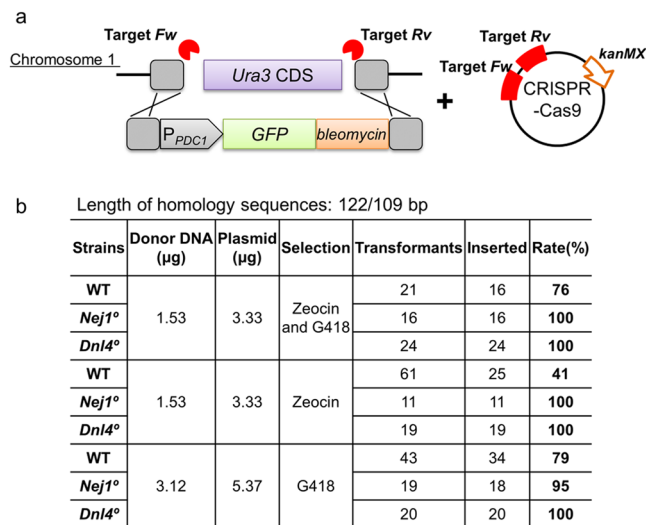 a
Target Fw
Target Rv
Chromosome 1
Ura3 CDS
P PDC1
GFP
bleomycin
+
Target Rv
Target Fw
kanMX
CRISPR
-Cas9
b
Length of homology sequences: 122/109 bp
Strains Donor DNA (µg) Plasmid (µg) Selection Transformants Inserted Rate(%)
WT 1.53 3.33 Zeocin and G418 21 16 76
Nej1º 16 16 100
Dnl4º 24 24 100
WT 1.53 3.33 Zeocin 61 25 41
Nej1º 11 11 100
Dnl4º 19 19 100
WT 3.12 5.37 G418 43 34 79
Nej1º 19 18 95
Dnl4º 20 20 100